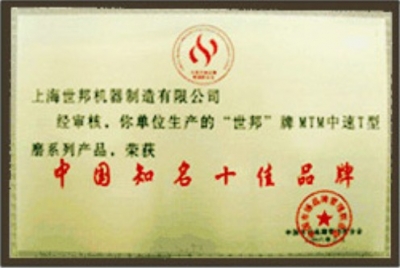 上海世邦机器制造有限公司
经审核，你单位生产的“世邦”牌MTM中速T型
磨系列产品，荣获
中国知名十佳品牌